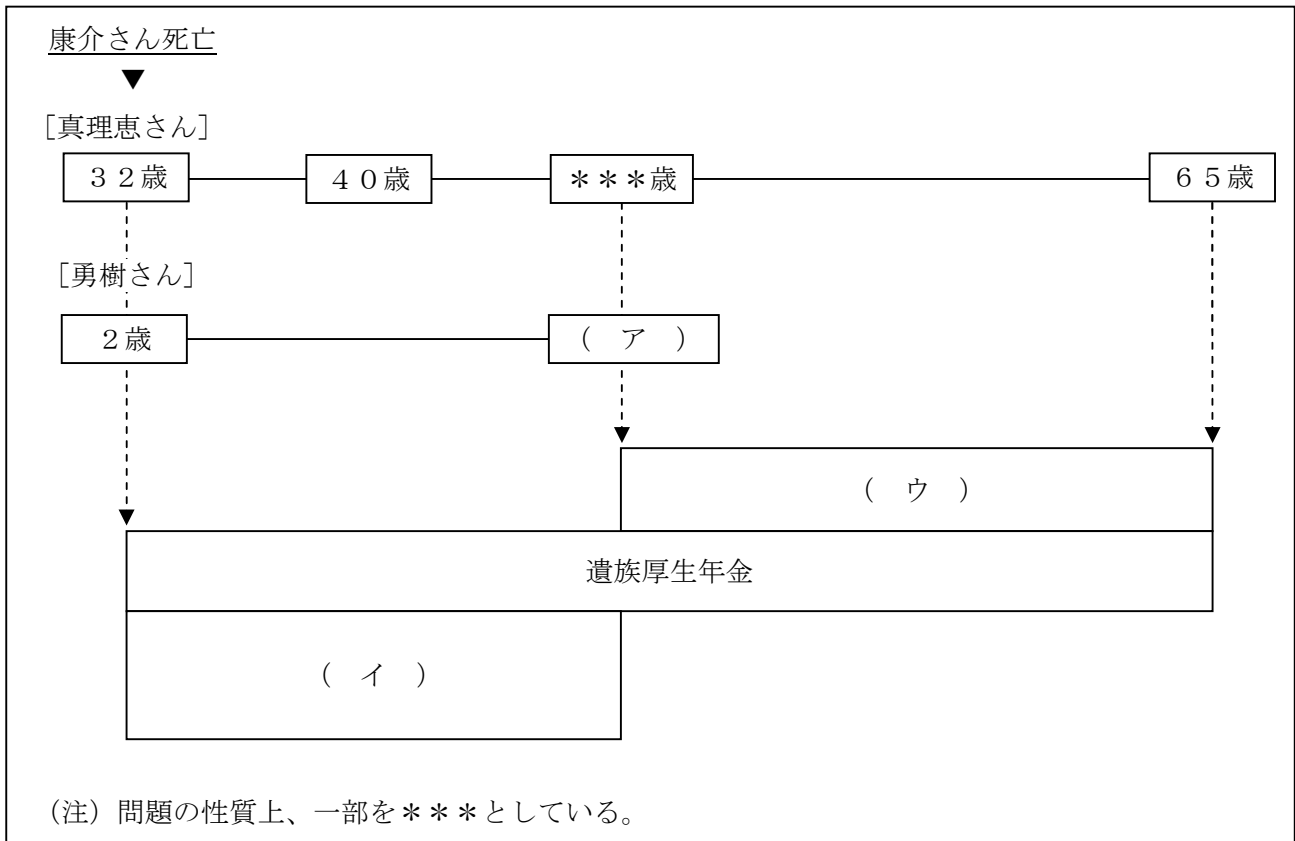 康介さん死亡
▼
[真理恵さん]
32歳 40歳 ***歳 65歳
[勇樹さん]
2歳 ( ア )
( ウ )
遺族厚生年金
( イ )
(注)問題の性質上、一部を***としている。